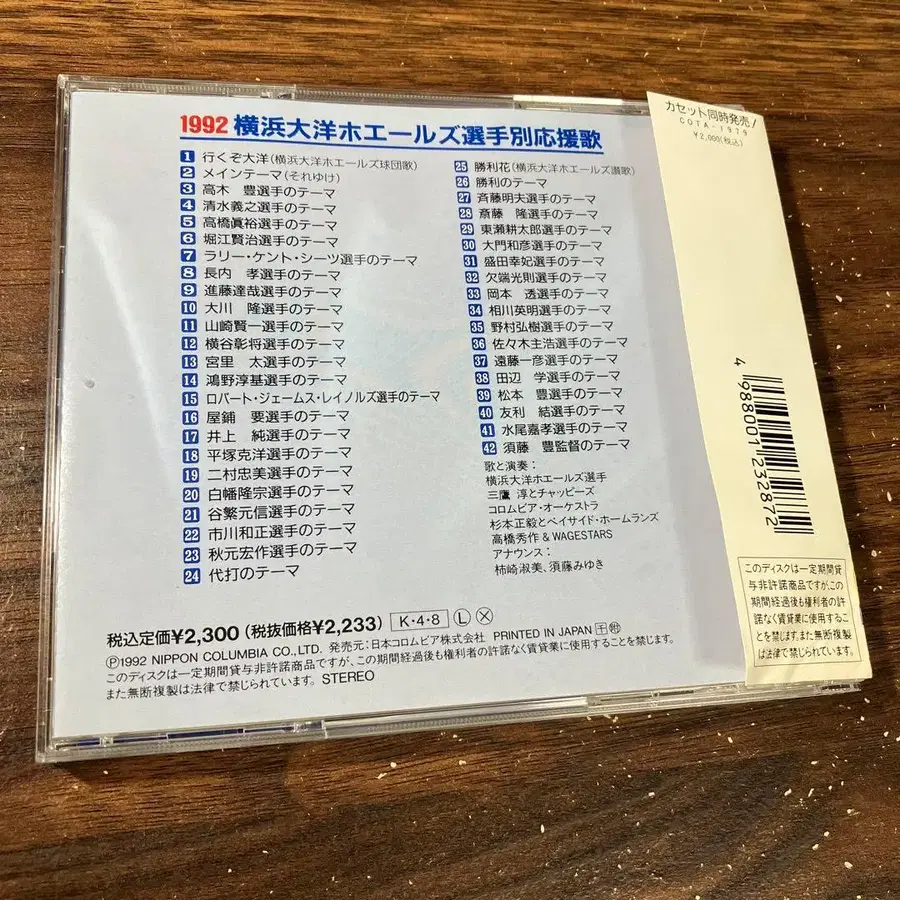 1992 横浜大洋ホエールズ選手別応援歌
1 行くぞ大洋(横浜大洋ホエールズ球団歌)
2 メインテーマ(それゆけ)
3 高木 豊選手のテーマ
4 清水義之選手のテーマ
5 高橋眞裕選手のテーマ
6 堀江賢治選手のテーマ
7 ラリー・ケント・シーツ選手のテーマ
8 長内 孝選手のテーマ
9 進藤達哉選手のテーマ
10 大川 隆選手のテーマ
11 山崎賢一選手のテーマ
12 横谷彰将選手のテーマ
13 宮里 太選手のテーマ
14 鴻野淳基選手のテーマ
15 ロバート・ジェームス・レイノルズ選手のテーマ
16 屋鋪 要選手のテーマ
17 井上 純選手のテーマ
18 平塚克洋選手のテーマ
19 二村忠美選手のテーマ
20 白幡隆宗選手のテーマ
21 谷繁元信選手のテーマ
22 市川和正選手のテーマ
23 秋元宏作選手のテーマ
24 代打のテーマ
25 勝利花(横浜大洋ホエールズ讃歌)
26 勝利のテーマ
27 斉藤明夫選手のテーマ
28 斎藤 隆選手のテーマ
29 東瀬耕太郎選手のテーマ
30 大門和彦選手のテーマ
31 盛田幸妃選手のテーマ
32 欠端光則選手のテーマ
33 岡本 透選手のテーマ
34 相川英明選手のテーマ
35 野村弘樹選手のテーマ
36 佐々木主浩選手のテーマ
37 遠藤一彦選手のテーマ
38 田辺 学選手のテーマ
39 松本 豊選手のテーマ
40 友利 結選手のテーマ
41 水尾嘉孝選手のテーマ
42 須藤 豊監督のテーマ
歌と演奏:
横浜大洋ホエールズ選手
三鷹 淳とチャッピーズ
コロムビア・オーケストラ
杉本正毅とベイサイド・ホームランズ
高橋秀作 & WAGESTARS
アナウンス:
柿崎淑美、須藤みゆき
税込定価¥2,300 (税抜価格¥2,233) K・4・8 L X
Ⓟ1992 NIPPON COLUMBIA CO.,LTD. 発売元:日本コロムビア株式会社 PRINTED IN JAPAN
このディスクは一定期間貸与非許諾商品ですが、この期間経過後も権利者の許諾なく賃貸業に使用することを禁じます。
また無断複製は法律で禁じられています。 STEREO
カセット同時発売!
COTA-1979
¥2,000(税込)
4 988001 232872
このディスクは一定期間貸
与非許諾商品ですが、この
期間経過後も権利者の許
諾なく賃貸業に使用するこ
とを禁じます。また無断複製
は法律で禁じられています。